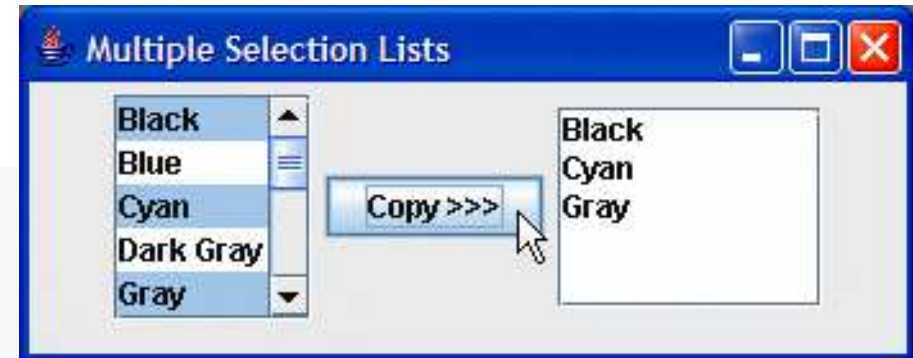 Multiple Selection Lists
Black
Blue
Cyan
Dark Gray
Gray
Copy >>>
Black
Cyan
Gray